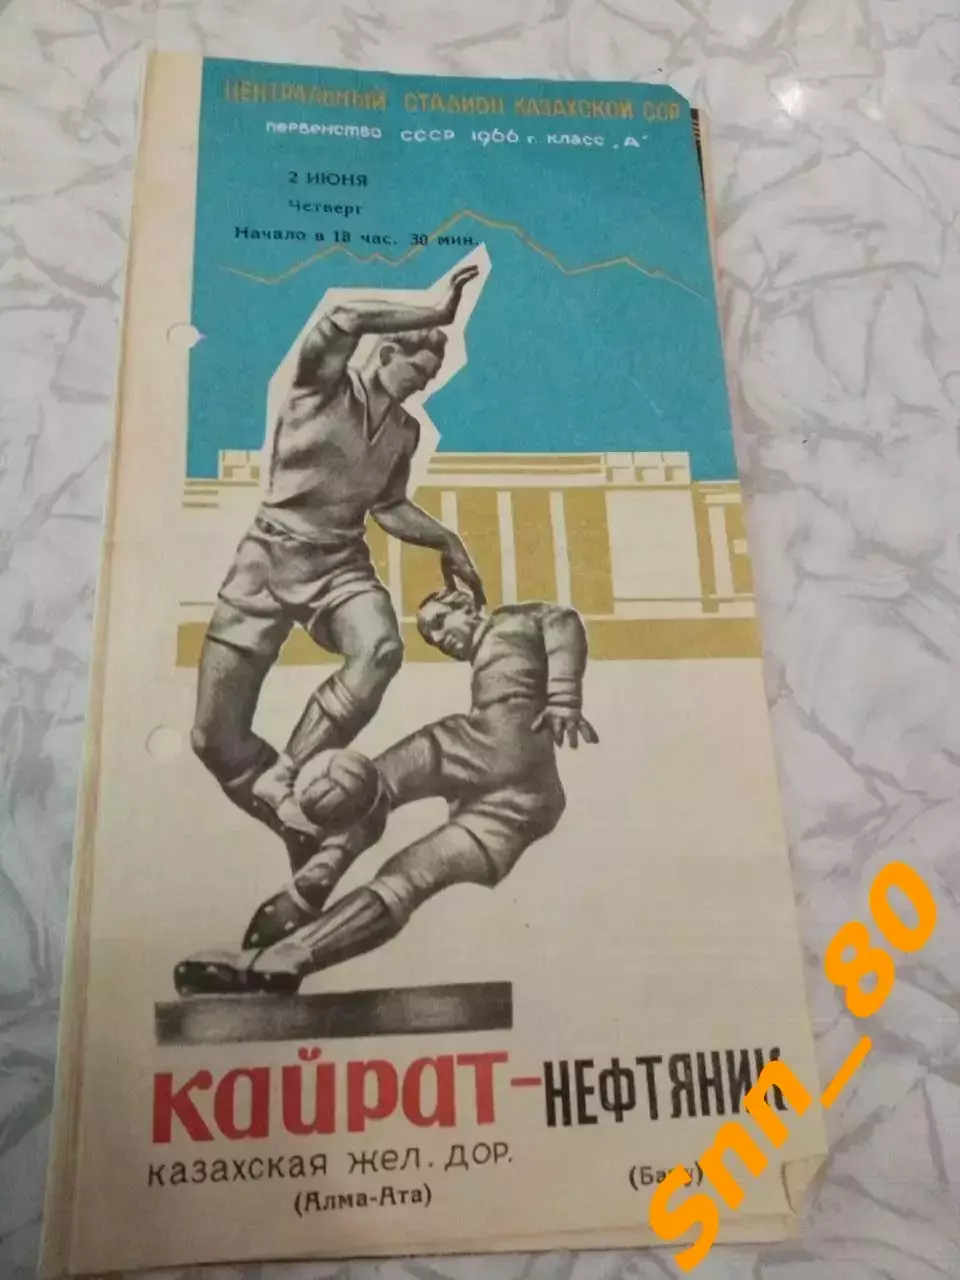 ЦЕНТРАЛЬНЫЙ СТАДИОН КАЗАХСКОЙ ССР
первенство СССР 1966 г. класс „А“
2 ИЮНЯ
Четверг
Начало в 18 час. 30 мин.
Кайрат-НЕФТЯНИК
казахская жел. дор.
(Алма-Ата)
(Баку)
snn_80